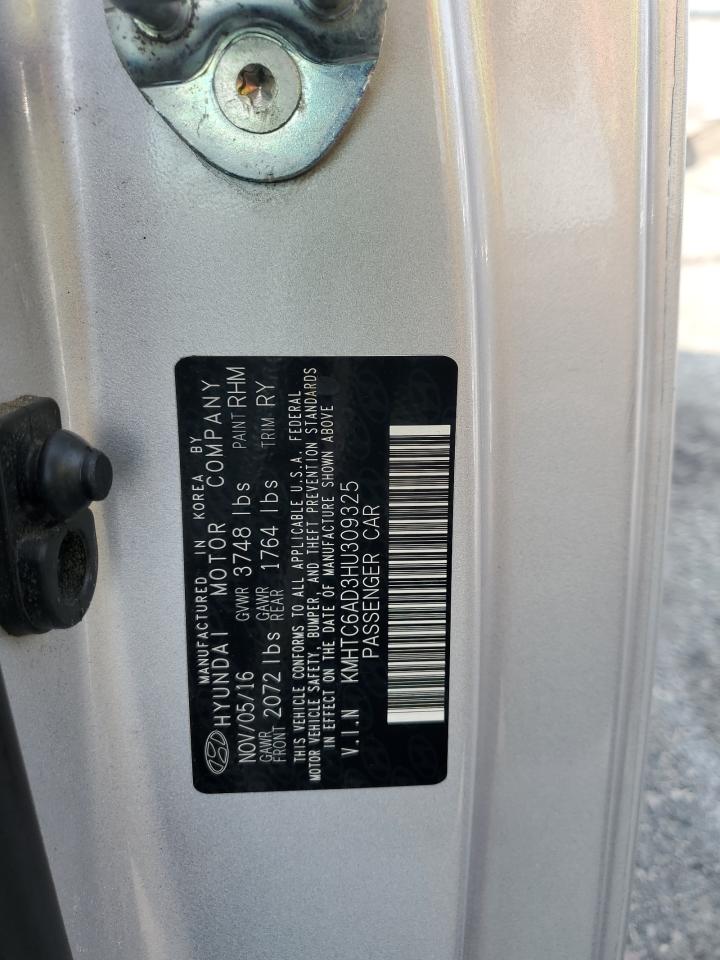 MANUFACTURED IN KOREA BY
HYUNDAI MOTOR COMPANY
NOV/05/16 GVWR 3748 lbs PAINT RHM
GAWR FRONT 2072 lbs GAWR REAR 1764 lbs TRIM RY
THIS VEHICLE CONFORMS TO ALL APPLICABLE U.S.A. FEDERAL
MOTOR VEHICLE SAFETY, BUMPER, AND THEFT PREVENTION STANDARDS
IN EFFECT ON THE DATE OF MANUFACTURE SHOWN ABOVE
V.I.N KMHTC6AD3HU309325
PASSENGER CAR